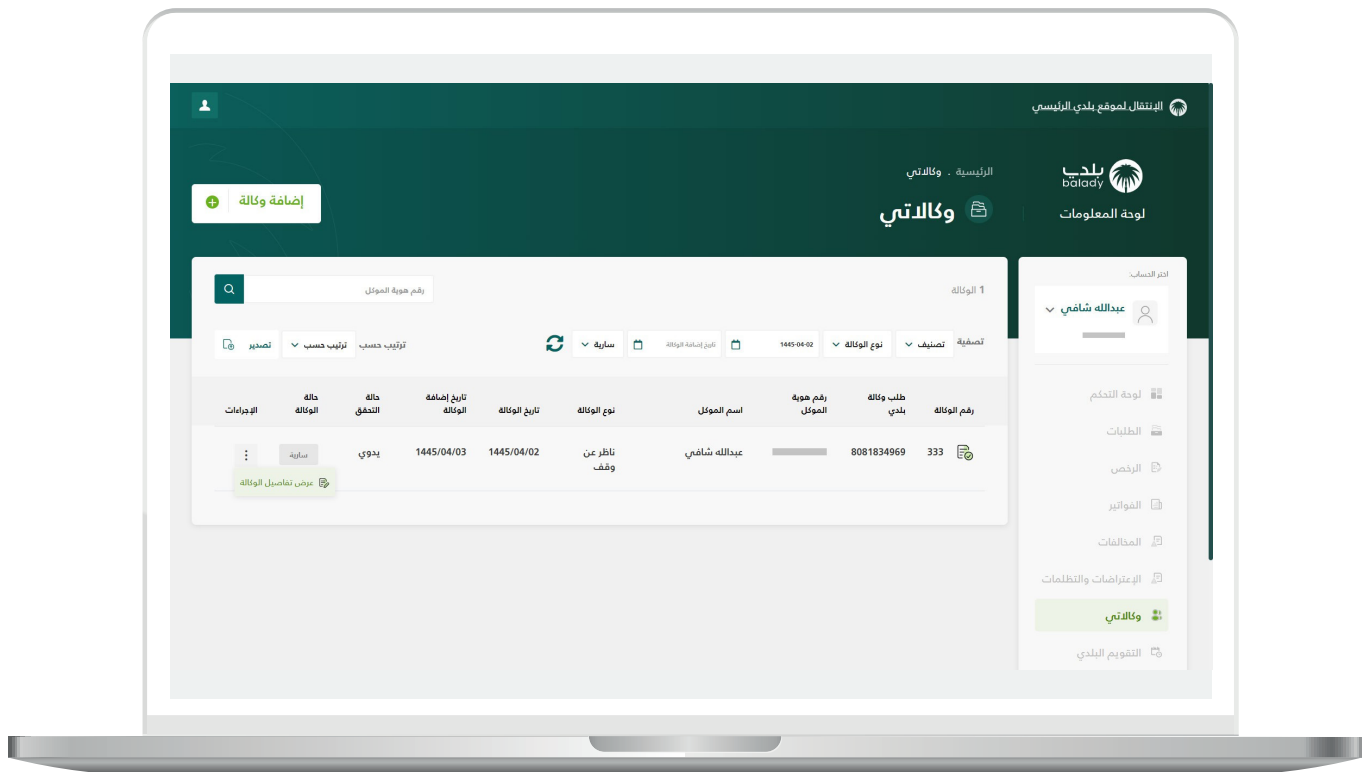 الإنتقال لموقع بلدي الرئيسي
بلدي
balady
لوحة المعلومات
الرئيسية . وكالاتي
وكالاتي
إضافة وكالة
اختر الحساب:
عبدالله شافي
لوحة التحكم
الطلبات
الرخص
الفواتير
المخالفات
الإعتراضات والتظلمات
وكالاتي
التقويم البلدي
1 الوكالة
رقم هوية الموكل
تصفية
تصنيف
نوع الوكالة
1445-04-02
تاريخ إضافة الوكالة
سارية
ترتيب حسب
ترتيب حسب
تصدير
رقم الوكالة
طلب وكالة بلدي
رقم هوية الموكل
اسم الموكل
نوع الوكالة
تاريخ الوكالة
تاريخ إضافة الوكالة
حالة التحقق
حالة الوكالة
الإجراءات
333
8081834969
عبدالله شافي
ناظر عن وقف
1445/04/02
1445/04/03
يدوي
سارية
عرض تفاصيل الوكالة